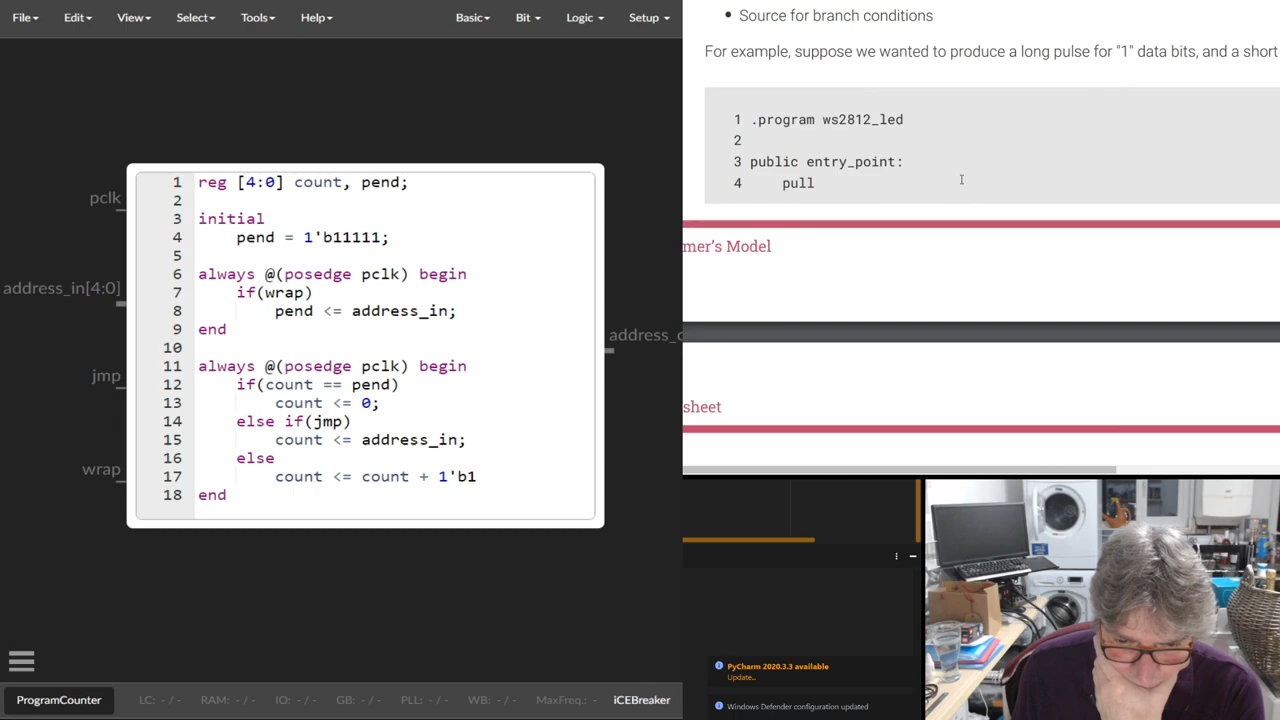 File Edit View Select Tools Help Basic Bit Logic Setup
pclk
address_in[4:0]
jmp
wrap
1 reg [4:0] count, pend;
2
3 initial
4 pend = 1'b11111;
5
6 always @(posedge pclk) begin
7 if(wrap)
8 pend <= address_in;
9 end
10
11 always @(posedge pclk) begin
12 if(count == pend)
13 count <= 0;
14 else if(jmp)
15 count <= address_in;
16 else
17 count <= count + 1'b1
18 end
address_o
ProgramCounter LC: - / - RAM: - / - IO: - / - GB: - / - PLL: - / - WB: - / - MaxFreq.: - / - iCEBreaker
• Source for branch conditions
For example, suppose we wanted to produce a long pulse for "1" data bits, and a short
1 .program ws2812_led
2
3 public entry_point:
4 pull
mer's Model
sheet
PyCharm 2020.3.3 available
Update...
Windows Defender configuration updated